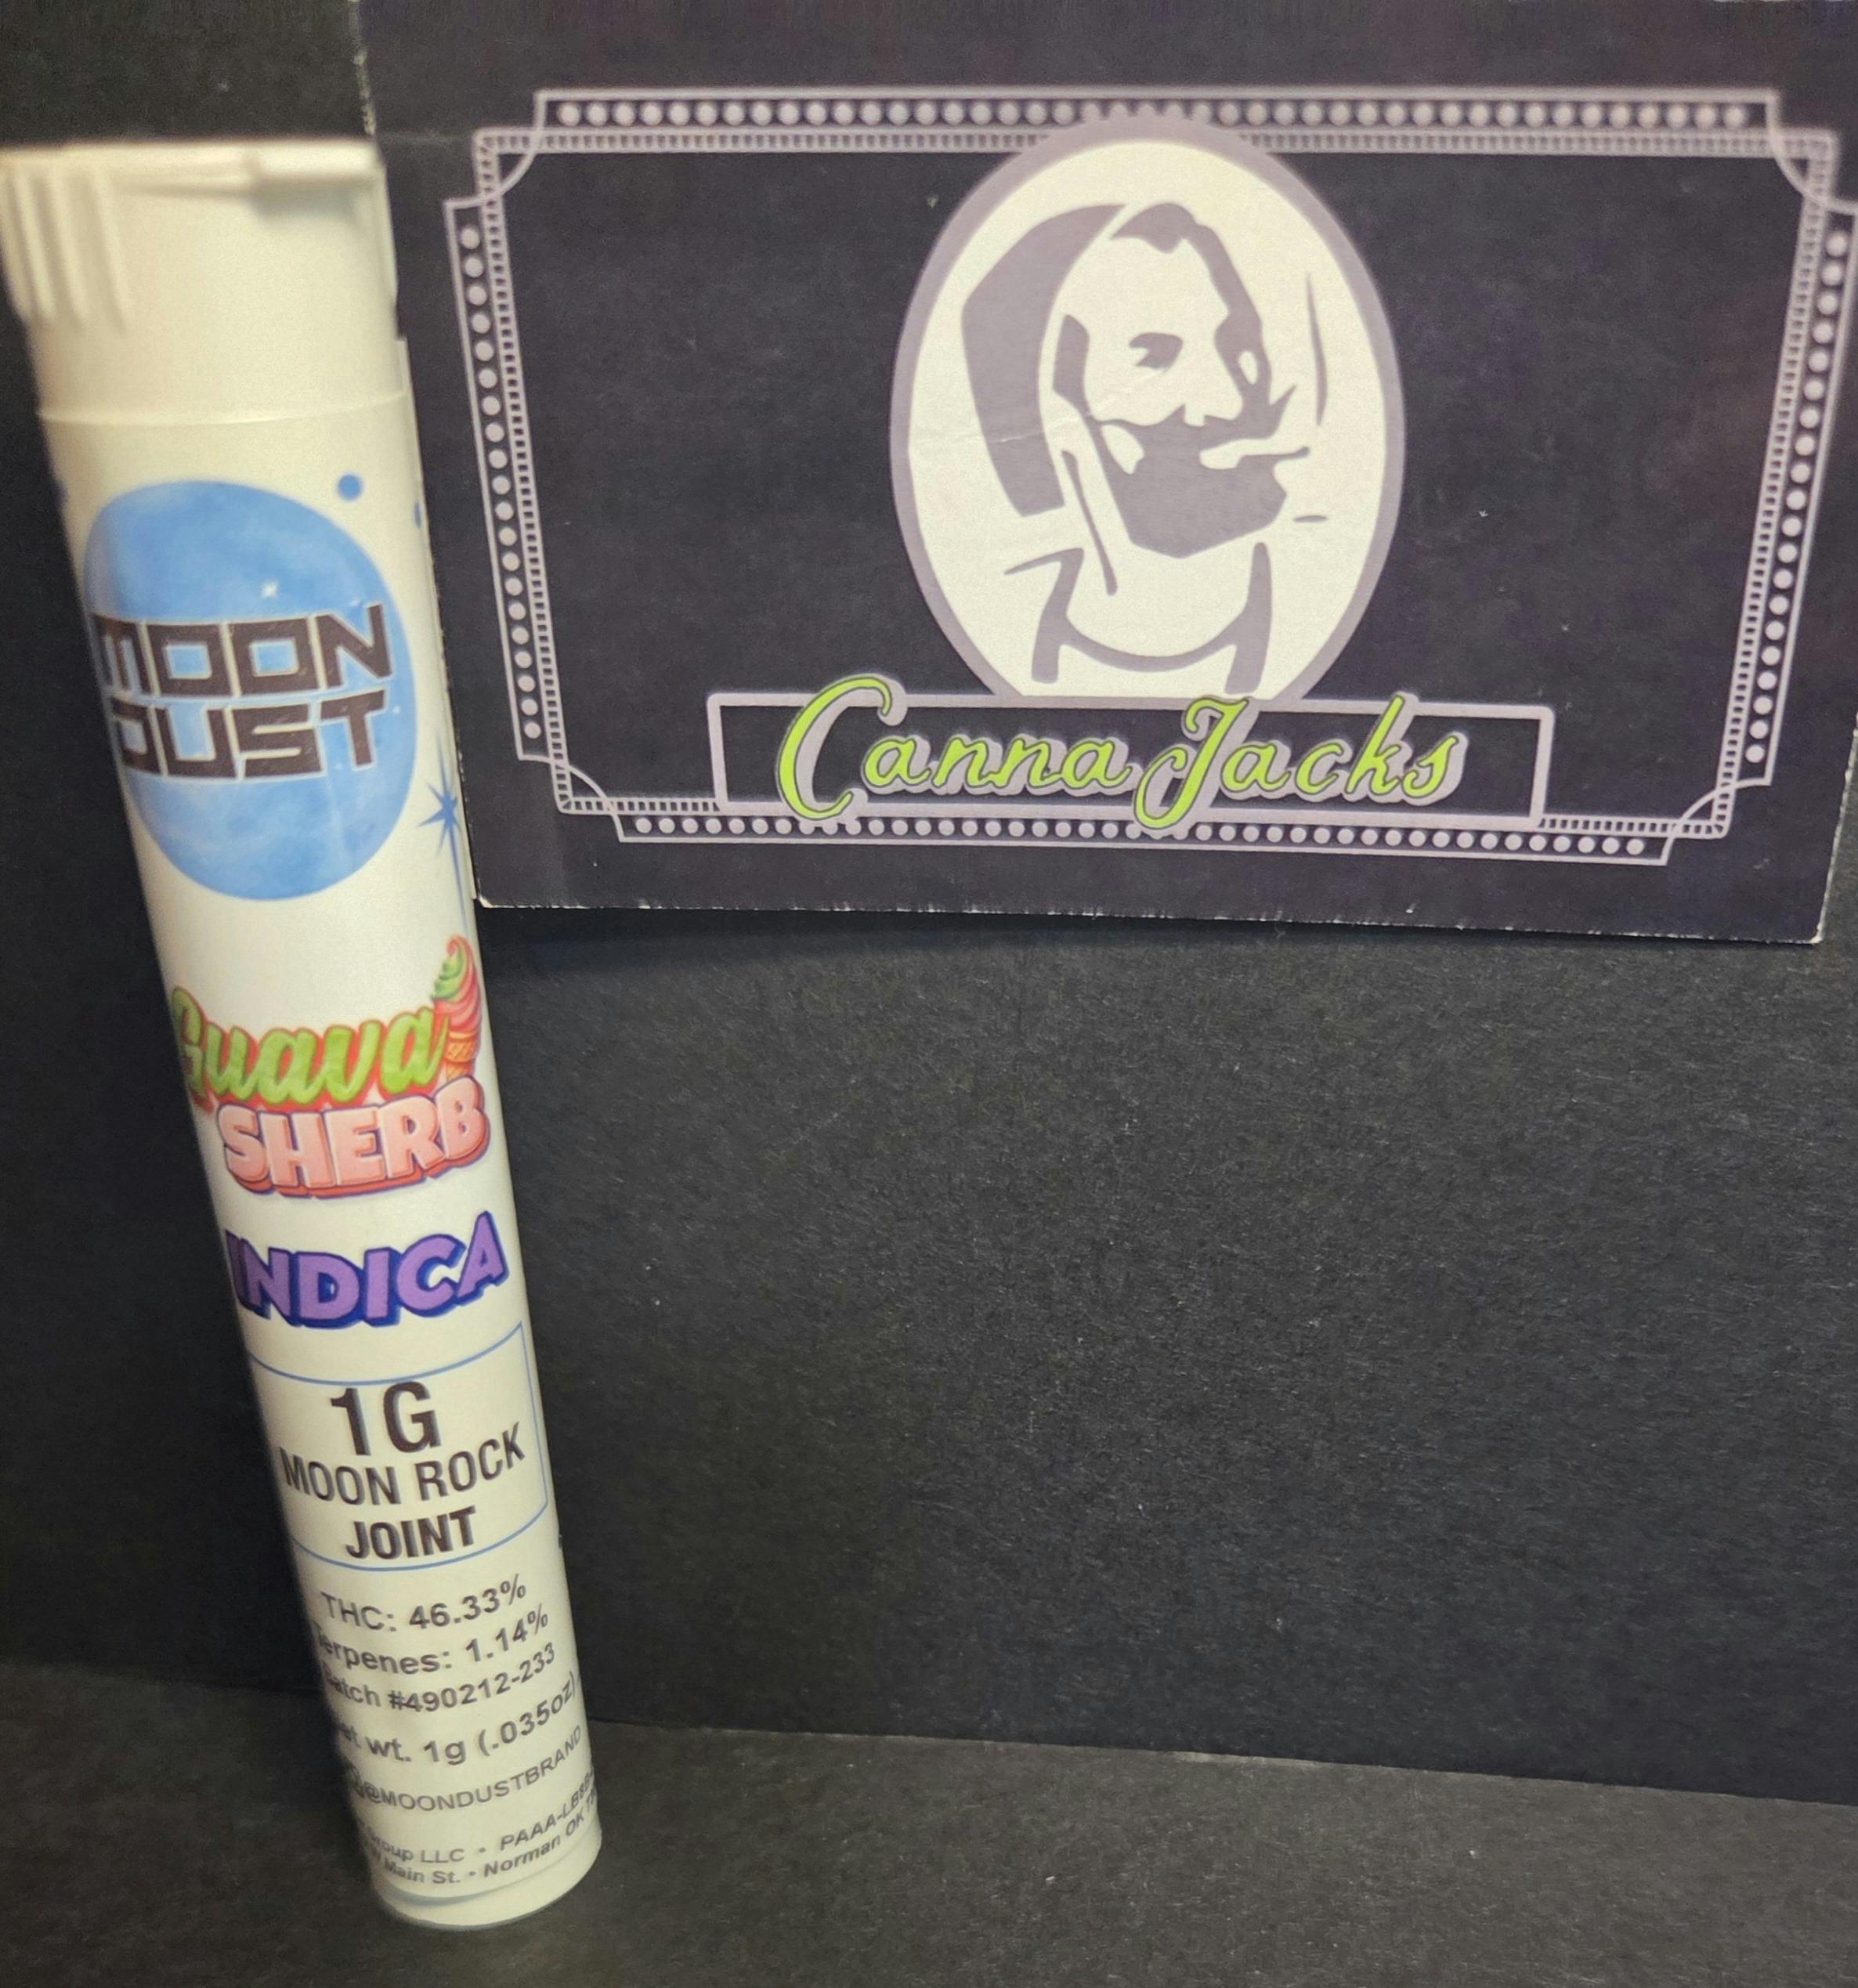 MOON
DUST
Guava
SHERB
INDICA
1G
MOON ROCK
JOINT
THC: 46.33%
Terpenes: 1.14%
Batch #490212-233
wt. 1g (.035oz)
@MOONDUSTBRAND
LLC •
Main St. • Norman OK
Canna Jacks